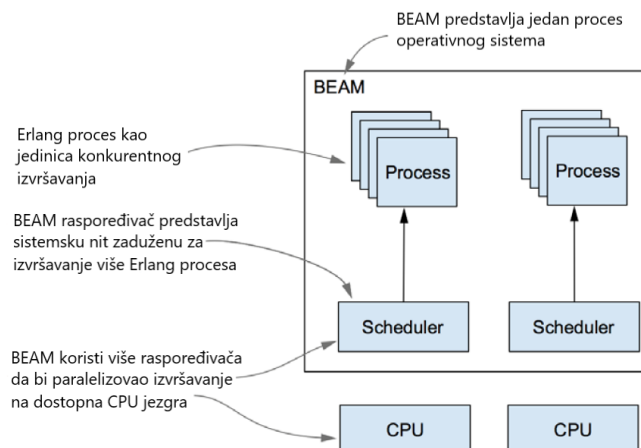 BEAM predstavlja jedan proces
operativnog sistema
BEAM
Erlang proces kao
jedinica konkurentnog
izvršavanja
Process
Process
BEAM raspoređivač predstavlja
sistemsku nit zaduženu za
izvršavanje više Erlang procesa
Scheduler
Scheduler
BEAM koristi više raspoređivača
da bi paralelizovao izvršavanje
na dostopna CPU jezgra
CPU
CPU